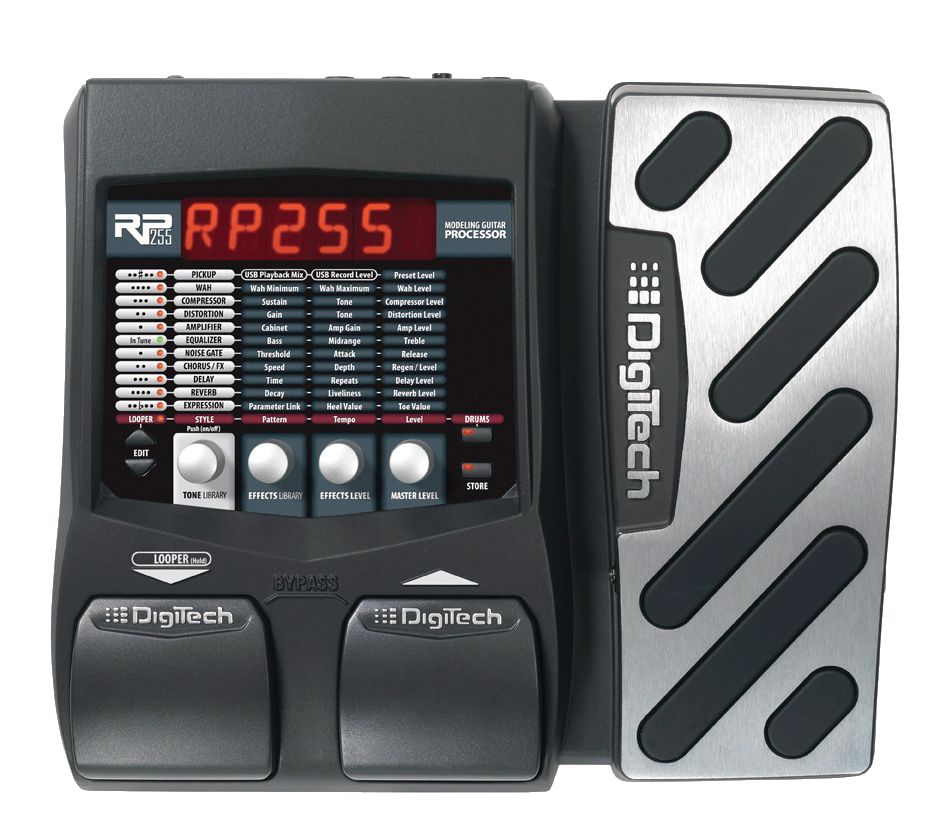 RP
255
RP255
MODELING GUITAR
PROCESSOR
PICKUP USB Playback Mix USB Record Level Preset Level
WAH Wah Minimum Wah Maximum Wah Level
COMPRESSOR Sustain Tone Compressor Level
DISTORTION Gain Tone Distortion Level
AMPLIFIER Cabinet Amp Gain Amp Level
In Tune EQUALIZER Bass Midrange Treble
NOISE GATE Threshold Attack Release
CHORUS / FX Speed Depth Regen / Level
DELAY Time Repeats Delay Level
REVERB Decay Liveliness Reverb Level
EXPRESSION Parameter Link Heel Value Toe Value
LOOPER STYLE Pattern Tempo Level DRUMS
Push (on/off)
EDIT
STORE
TONE LIBRARY EFFECTS LIBRARY EFFECTS LEVEL MASTER LEVEL
LOOPER (Hold)
BYPASS
DigiTech
DigiTech
DigiTech